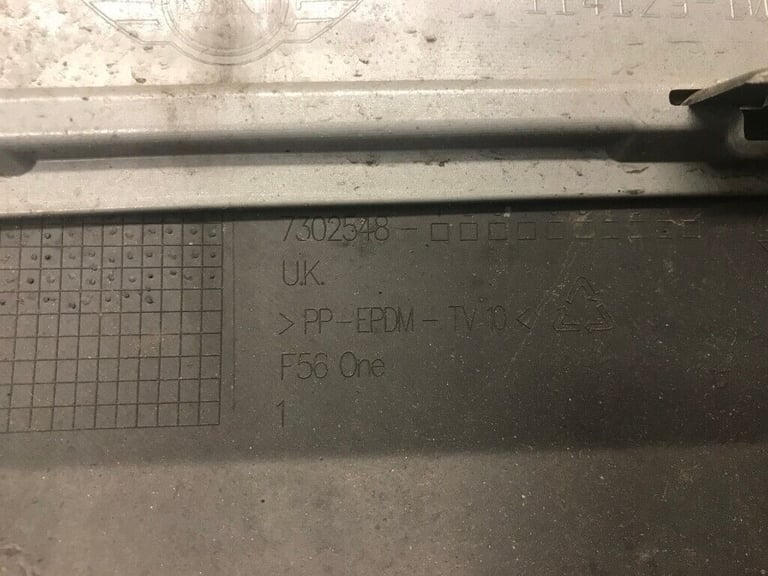 7302548 -
U.K.
> PP - EPDM - TV 10 <
F56 One
1